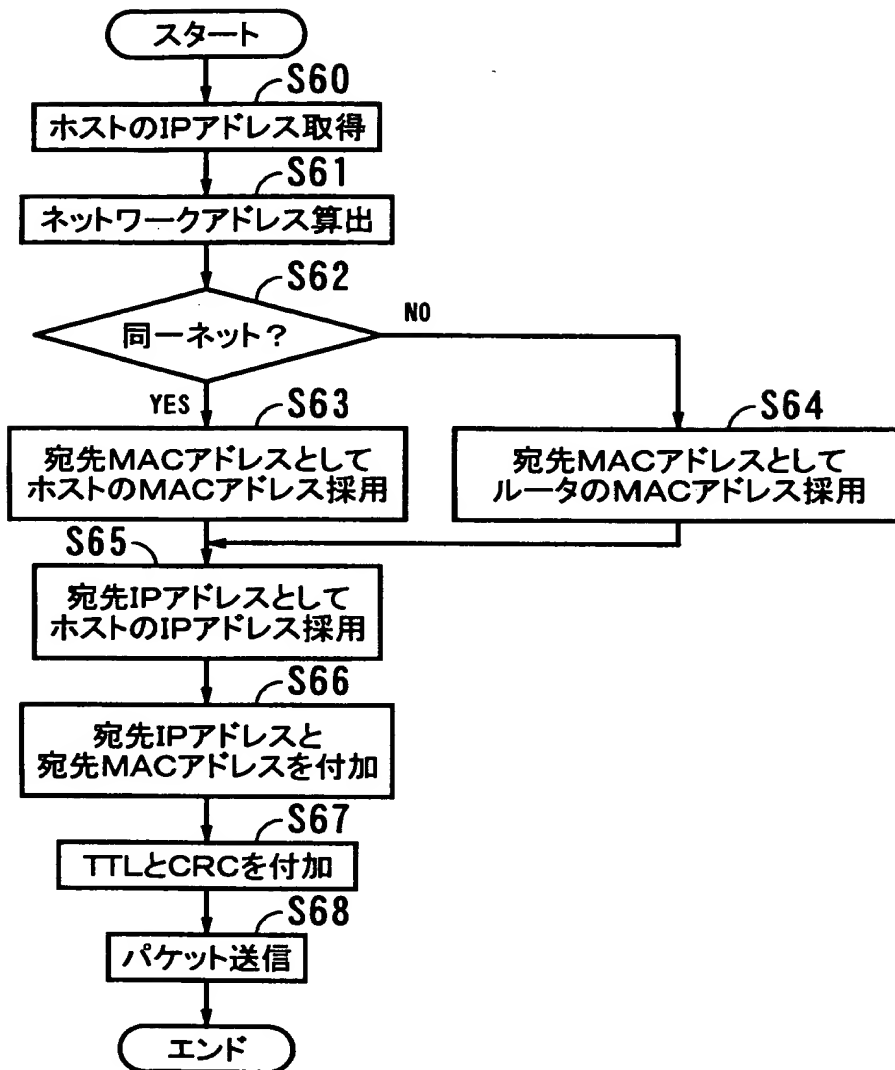 スタート
S60
ホストのIPアドレス取得
S61
ネットワークアドレス算出
S62
同一ネット？
NO
YES
S63
宛先MACアドレスとして
ホストのMACアドレス採用
S64
宛先MACアドレスとして
ルータのMACアドレス採用
S65
宛先IPアドレスとして
ホストのIPアドレス採用
S66
宛先IPアドレスと
宛先MACアドレスを付加
S67
TTLとCRCを付加
S68
パケット送信
エンド